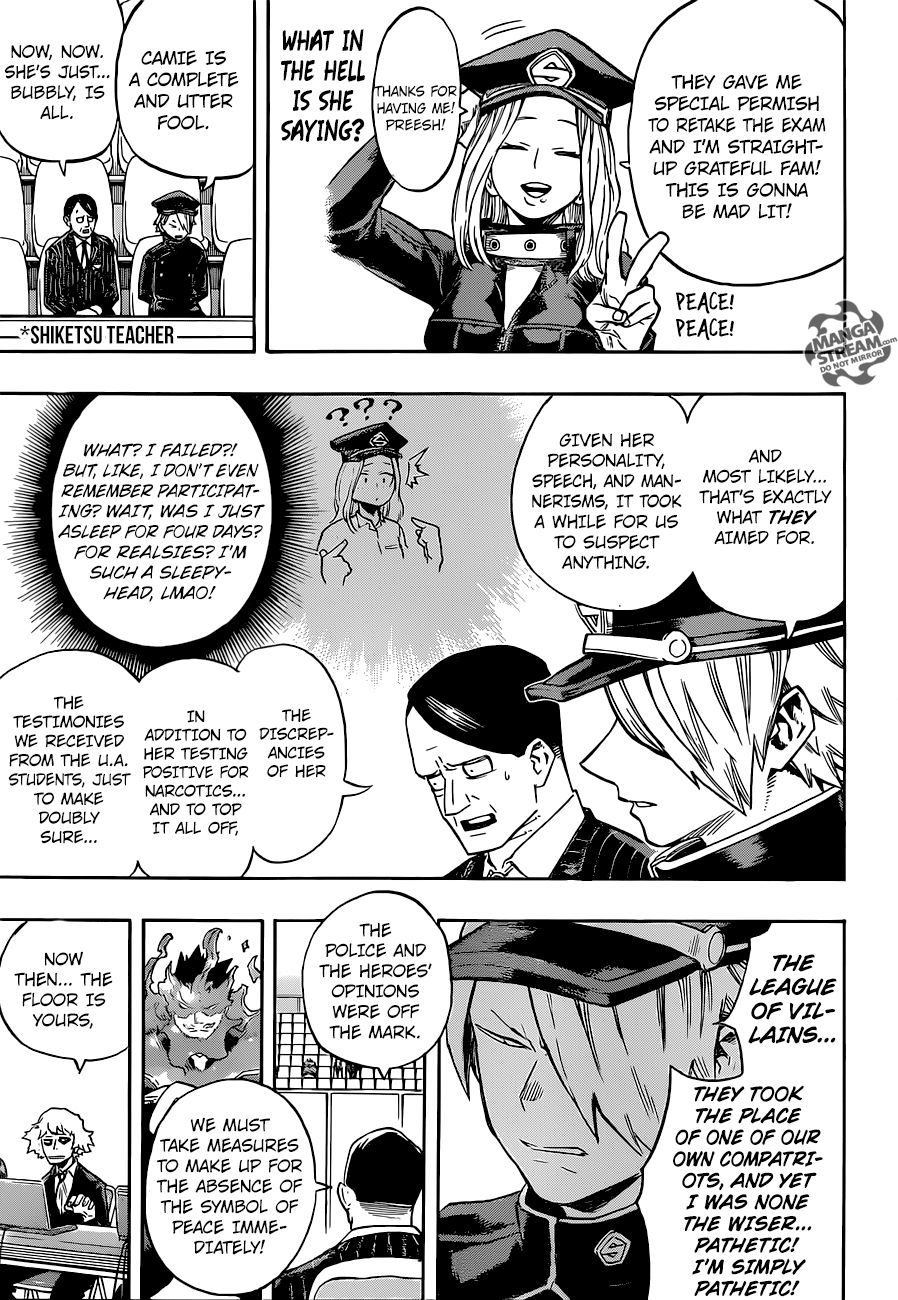 THEY GAVE ME
SPECIAL PERMISH
TO RETAKE THE EXAM
AND I'M STRAIGHT-
UP GRATEFUL FAM!
THIS IS GONNA
BE MAD LIT!
PEACE!
PEACE!
THANKS FOR
HAVING ME!
PREESH!
WHAT IN
THE HELL
IS SHE
SAYING?
CAMIE IS
A COMPLETE
AND UTTER
FOOL.
NOW, NOW.
SHE'S JUST...
BUBBLY, IS
ALL.
*SHIKETSU TEACHER
MANGA
STREAM.com
DO NOT MIRROR
AND
MOST LIKELY...
THAT'S EXACTLY
WHAT THEY
AIMED FOR.
GIVEN HER
PERSONALITY,
SPEECH, AND MAN-
NERISMS, IT TOOK
A WHILE FOR US
TO SUSPECT
ANYTHING.
???
WHAT? I FAILED?!
BUT, LIKE, I DON'T EVEN
REMEMBER PARTICIPAT-
ING? WAIT, WAS I JUST
ASLEEP FOR FOUR DAYS?
FOR REALSIES? I'M
SUCH A SLEEPY-
HEAD, LMAO!
THE
DISCREP-
ANCIES
OF HER
IN
ADDITION TO
HER TESTING
POSITIVE FOR
NARCOTICS...
AND TO TOP
IT ALL OFF,
THE
TESTIMONIES
WE RECEIVED
FROM THE U.A.
STUDENTS, JUST
TO MAKE
DOUBLY
SURE...
THE
LEAGUE
OF VIL-
LAINS...
THEY TOOK
THE PLACE
OF ONE OF OUR
OWN COMPATRI-
OTS, AND YET
I WAS NONE
THE WISER...
PATHETIC!
I'M SIMPLY
PATHETIC!
THE
POLICE AND
THE HEROES'
OPINIONS
WERE OFF
THE MARK.
WE MUST
TAKE MEASURES
TO MAKE UP FOR
THE ABSENCE OF
THE SYMBOL OF
PEACE IMME-
DIATELY!
NOW
THEN... THE
FLOOR IS
YOURS,